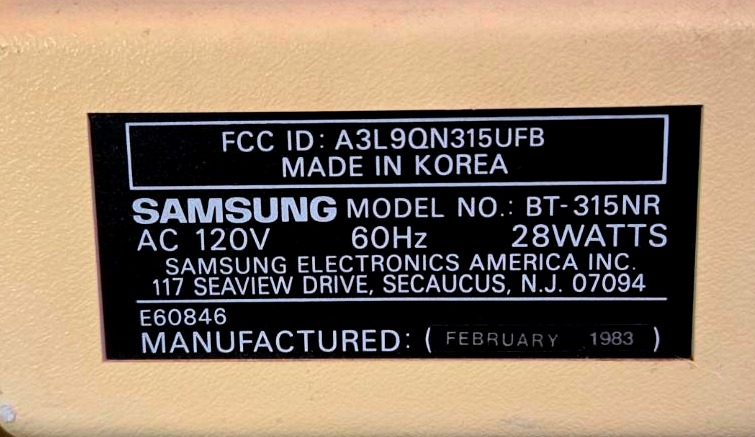 FCC ID: A3L9QN315UFB
MADE IN KOREA
SAMSUNG MODEL NO.: BT-315NR
AC 120V 60Hz 28WATTS
SAMSUNG ELECTRONICS AMERICA INC.
117 SEAVIEW DRIVE, SECAUCUS, N.J. 07094
E60846
MANUFACTURED: ( FEBRUARY 1983 )